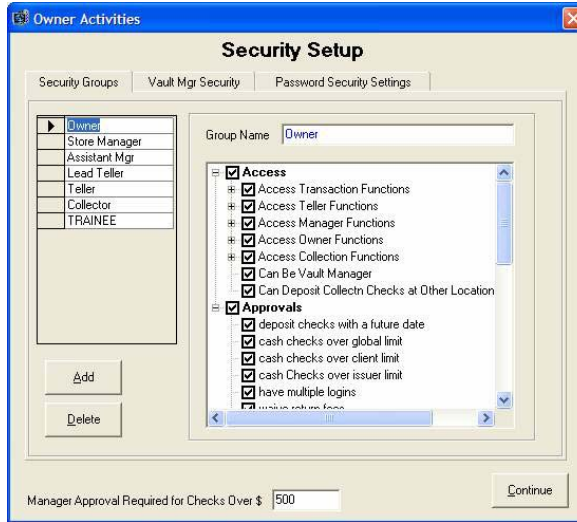 Owner Activities
Security Setup
Security Groups
Vault Mgr Security
Password Security Settings
Owner
Store Manager
Assistant Mgr
Lead Teller
Teller
Collector
TRAINEE
Add
Delete
Group Name
Owner
Access
Access Transaction Functions
Access Teller Functions
Access Manager Functions
Access Owner Functions
Access Collection Functions
Can Be Vault Manager
Can Deposit Collectn Checks at Other Location
Approvals
deposit checks with a future date
cash checks over global limit
cash checks over client limit
cash Checks over issuer limit
have multiple logins
waive return fees
Manager Approval Required for Checks Over $ 500
Continue